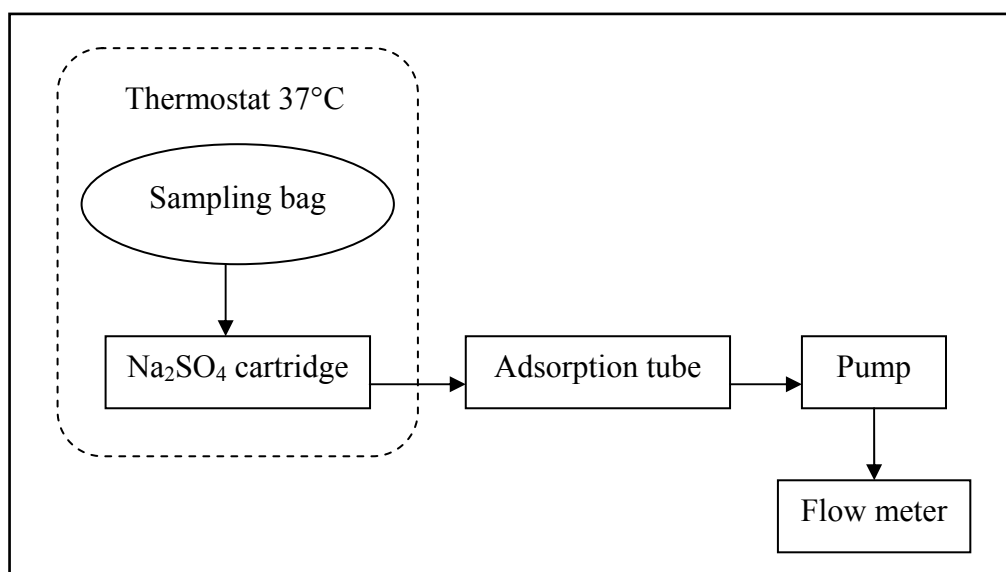 Thermostat 37°C
Sampling bag
Na₂SO₄ cartridge
Adsorption tube
Pump
Flow meter